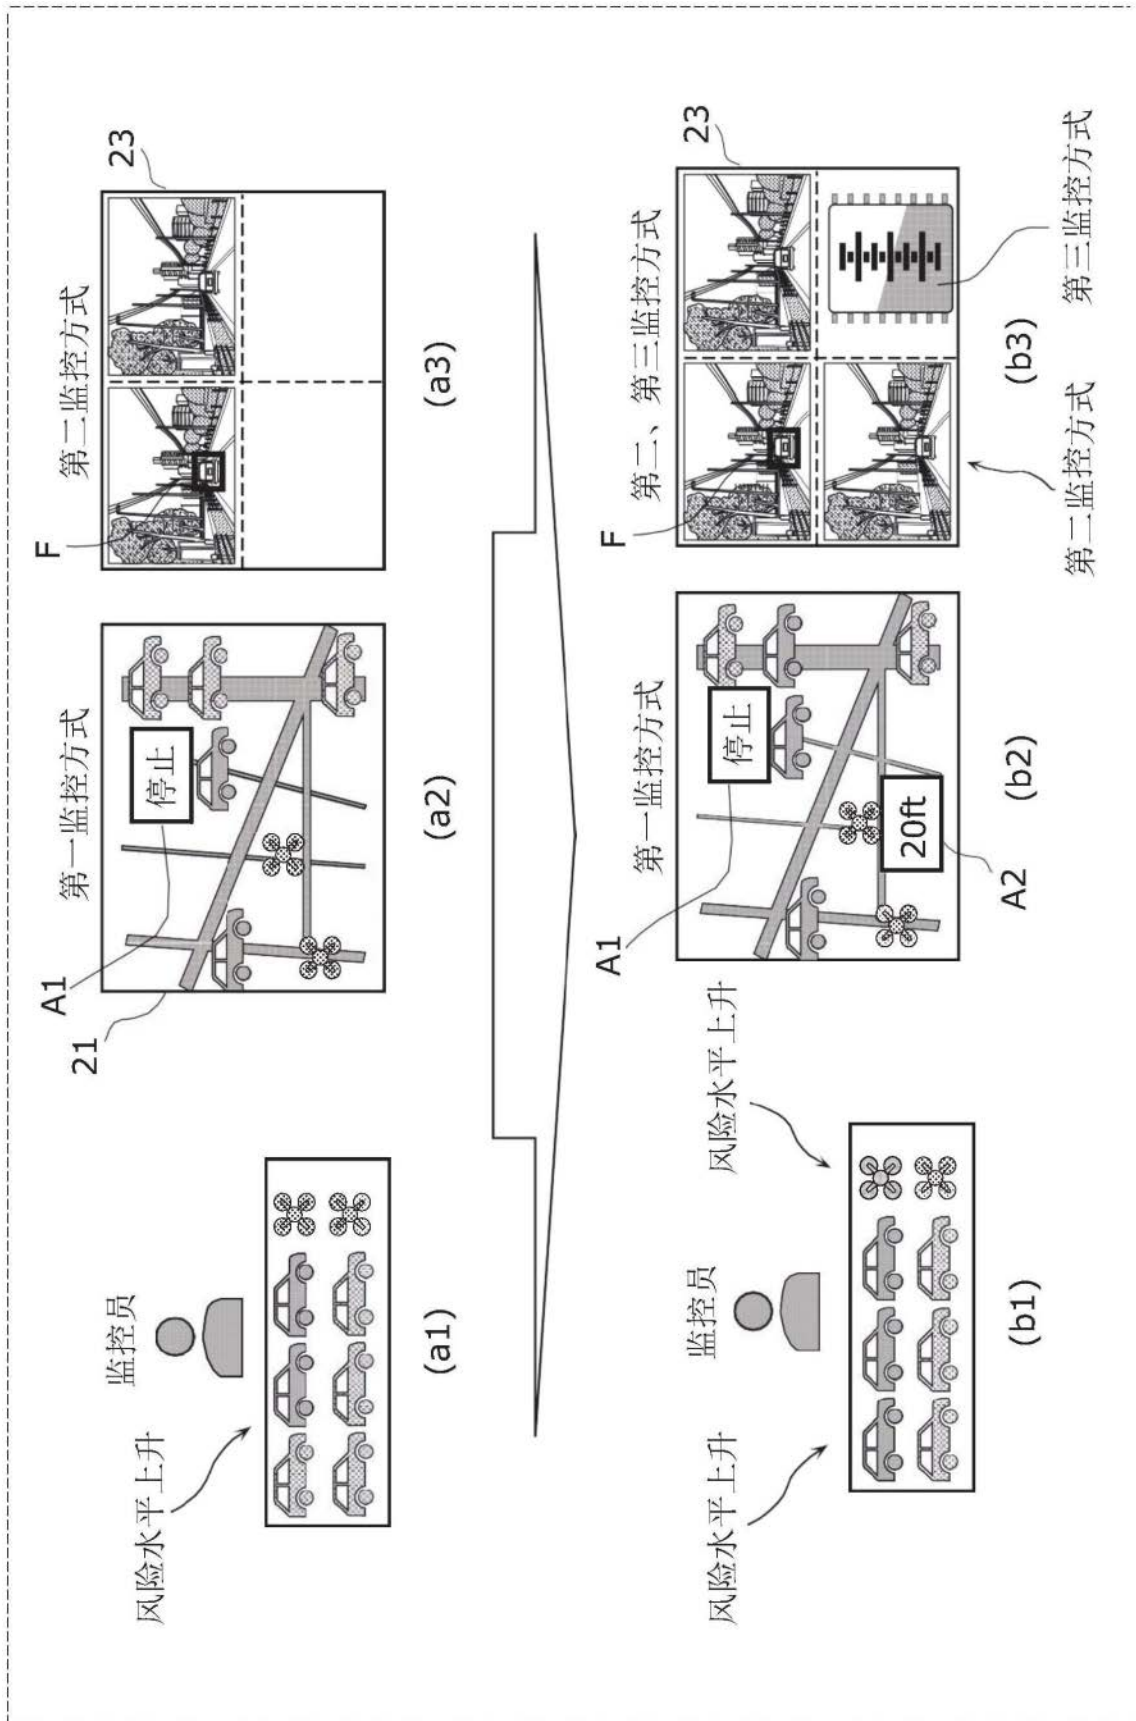 监控员
风险水平上升
(a1)
第一监控方式
A1
21
停止
(a2)
第二监控方式
F
23
(a3)
监控员
风险水平上升
风险水平上升
(b1)
第一监控方式
A1
停止
20ft
A2
(b2)
第二、第三监控方式
F
23
(b3)
第二监控方式
第三监控方式